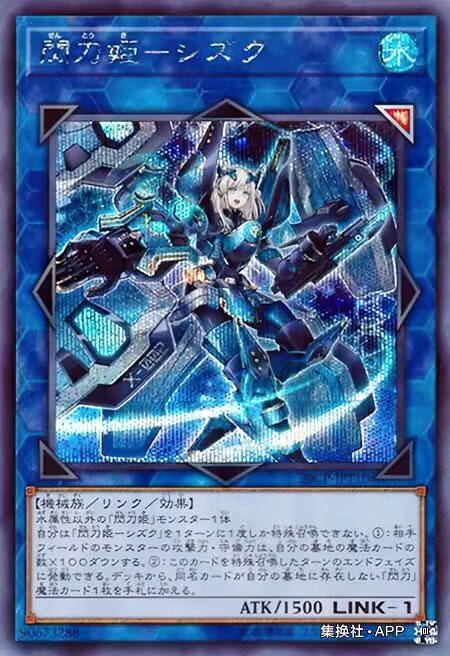 閃刀姫－シズク
水
20CP-JPT10
【機械族／リンク／効果】
水属性以外の「閃刀姫」モンスター1体
自分は「閃刀姫－シズク」を１ターンに１度しか特殊召喚できない。①：相手
フィールドのモンスターの攻撃力・守備力は、自分の墓地の魔法カードの
数×１００ダウンする。②：このカードを特殊召喚したターンのエンドフェイズ
に発動できる。デッキから、同名カードが自分の墓地に存在しない「閃刀」
魔法カード１枚を手札に加える。
ATK/1500 LINK-1
90673288
集英社・APP